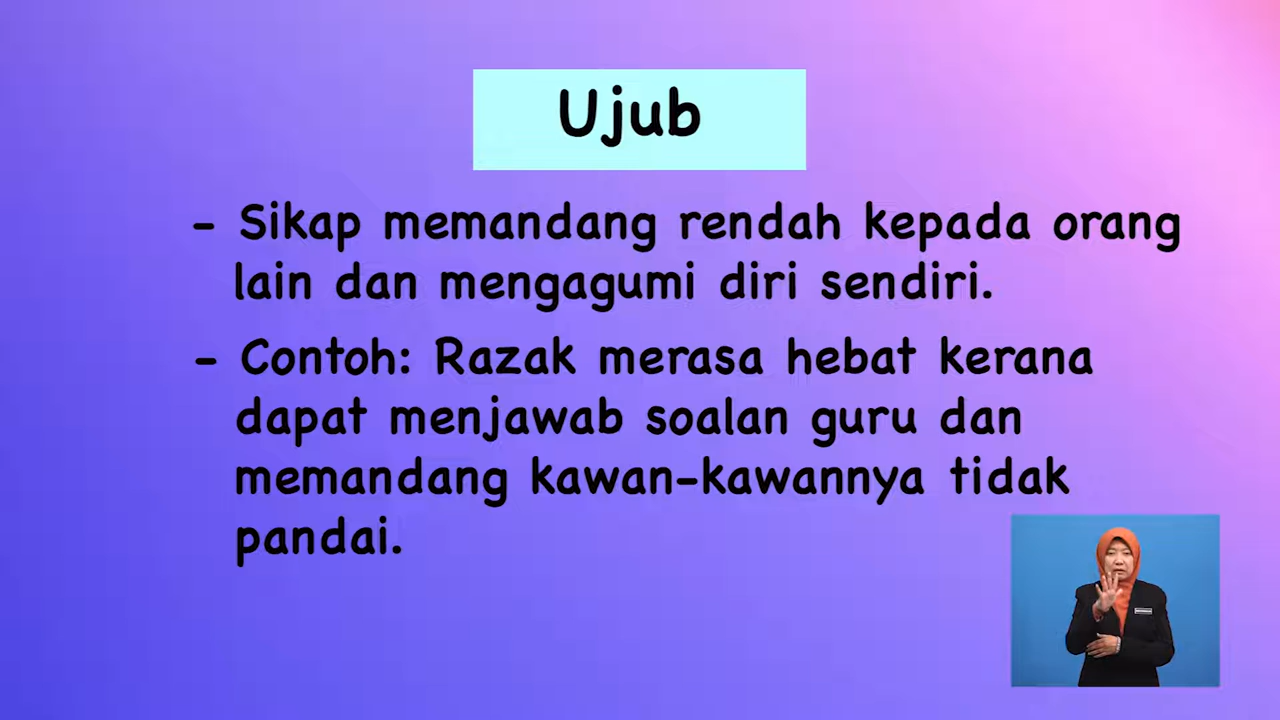 Ujub
- Sikap memandang rendah kepada orang
lain dan mengagumi diri sendiri.
- Contoh: Razak merasa hebat kerana
dapat menjawab soalan guru dan
memandang kawan-kawannya tidak
pandai.